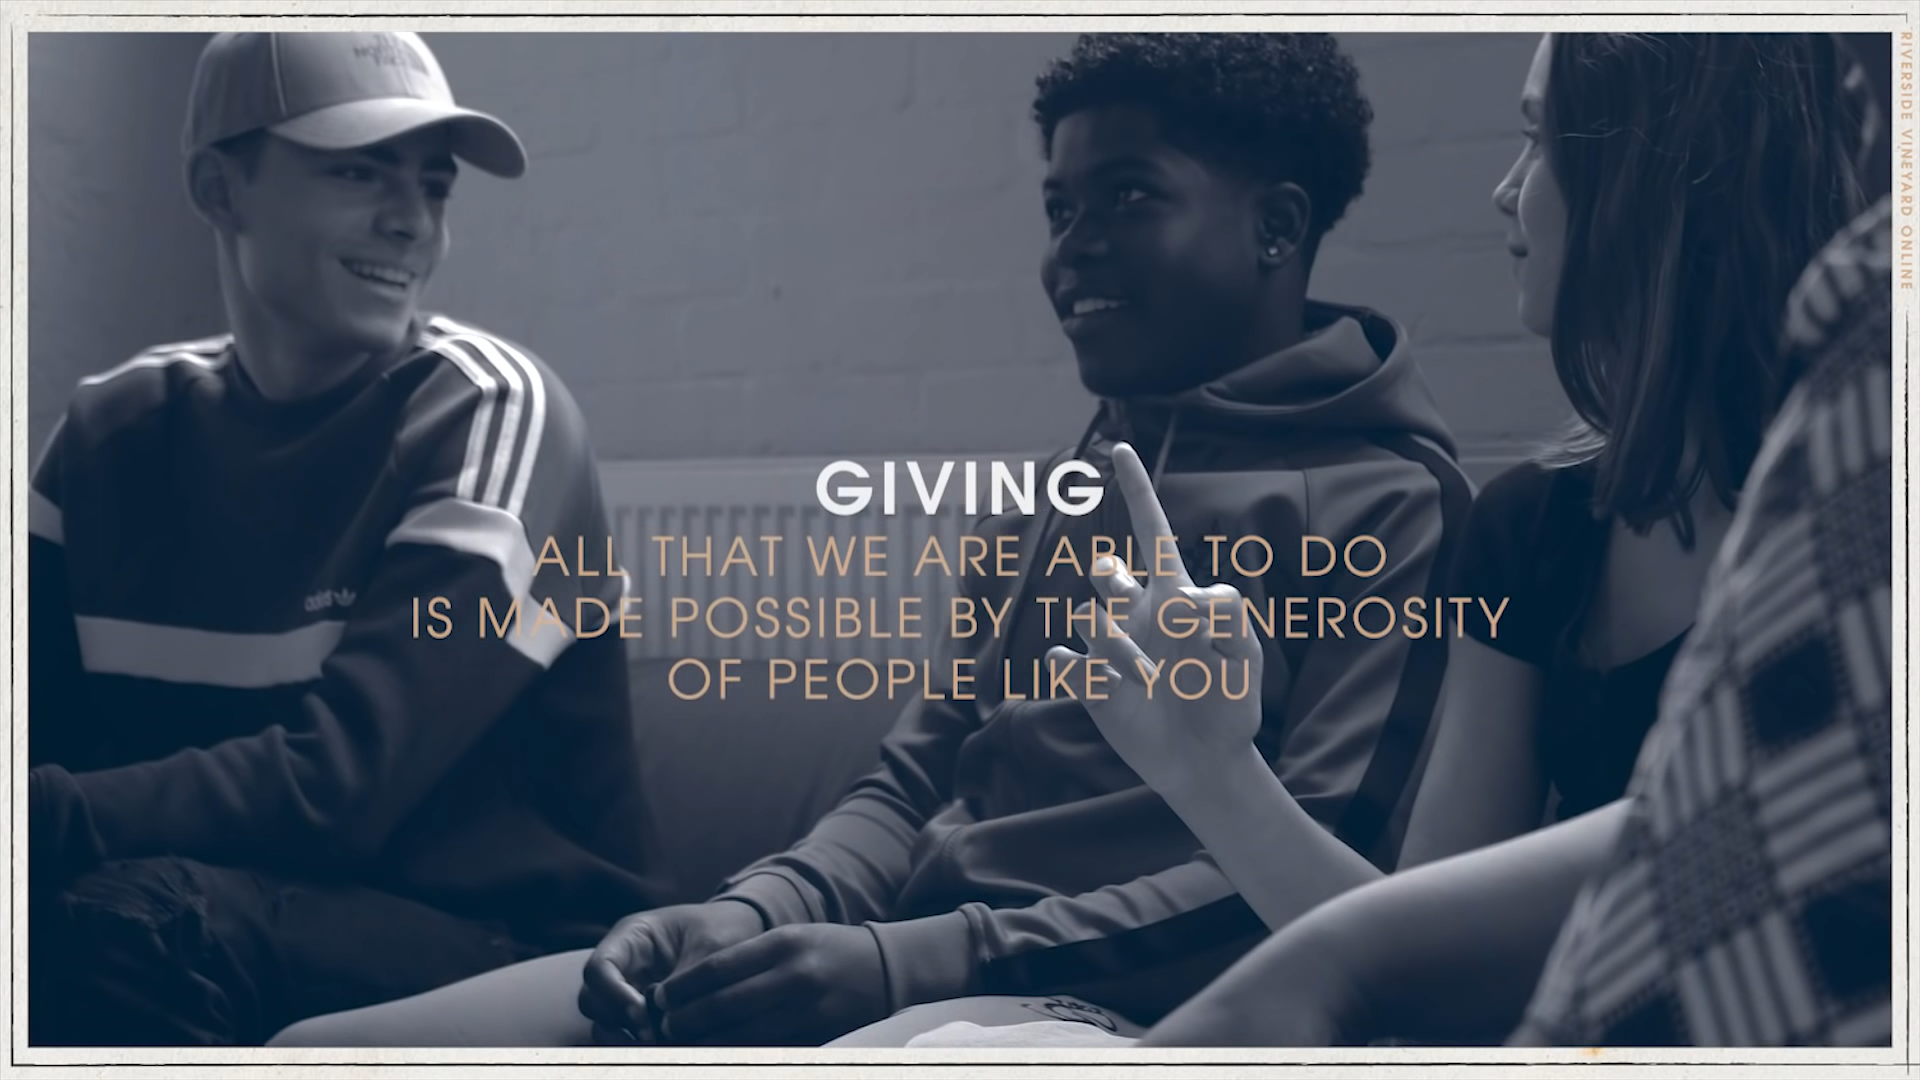 GIVING
ALL THAT WE ARE ABLE TO DO
IS MADE POSSIBLE BY THE GENEROSITY
OF PEOPLE LIKE YOU
RIVERSIDE VINEYARD ONLINE
adidas